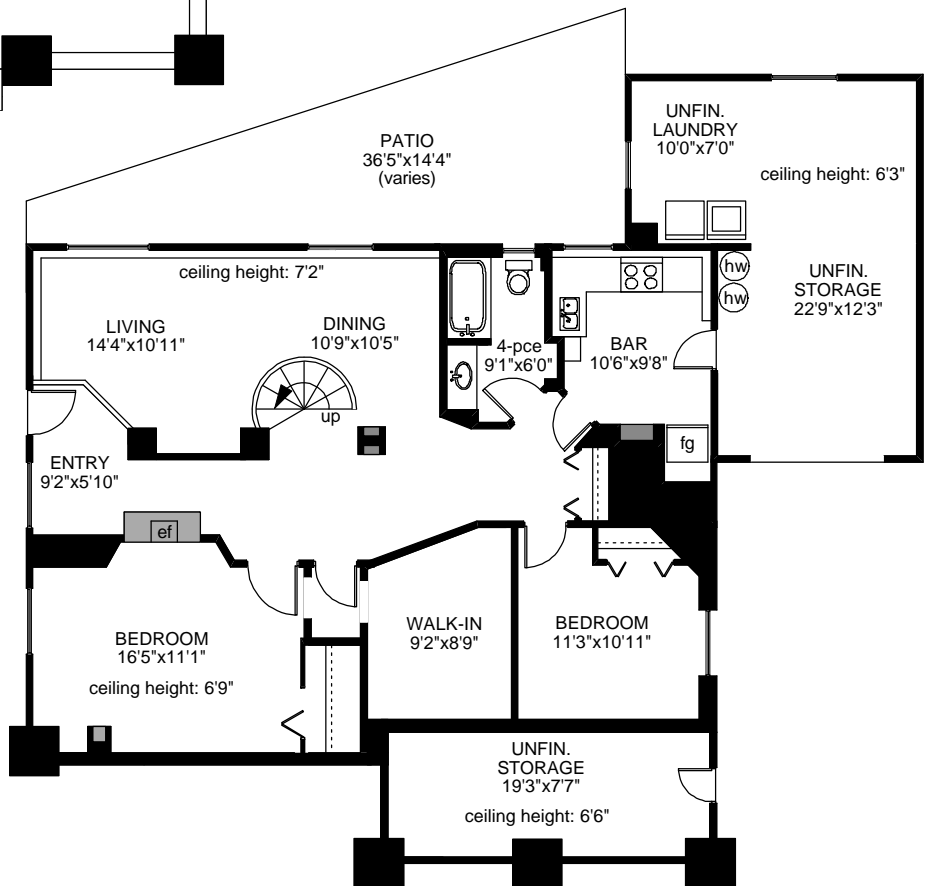 PATIO
36'5"x14'4"
(varies)
UNFIN.
LAUNDRY
10'0"x7'0"
ceiling height: 6'3"
ceiling height: 7'2"
hw
hw
UNFIN.
STORAGE
22'9"x12'3"
LIVING
14'4"x10'11"
DINING
10'9"x10'5"
4-pce
9'1"x6'0"
BAR
10'6"x9'8"
up
fg
ENTRY
9'2"x5'10"
ef
BEDROOM
16'5"x11'1"
ceiling height: 6'9"
WALK-IN
9'2"x8'9"
BEDROOM
11'3"x10'11"
UNFIN.
STORAGE
19'3"x7'7"
ceiling height: 6'6"